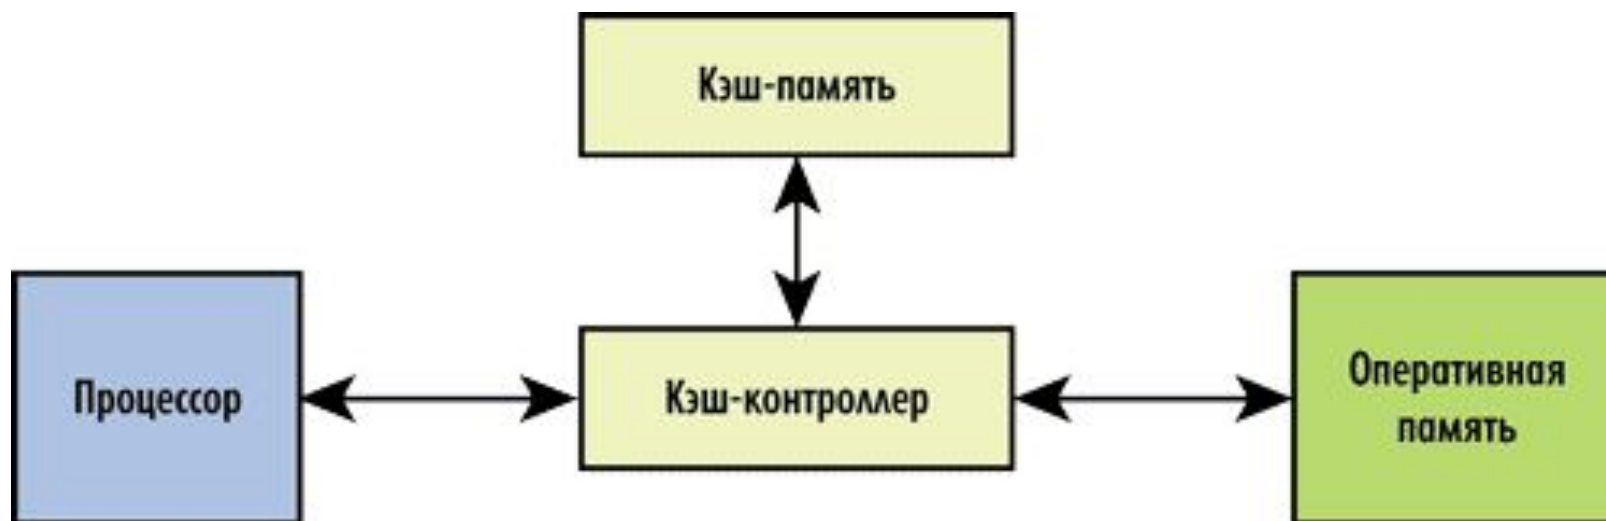 Кэш-память
Процессор
Кэш-контроллер
Оперативная
память